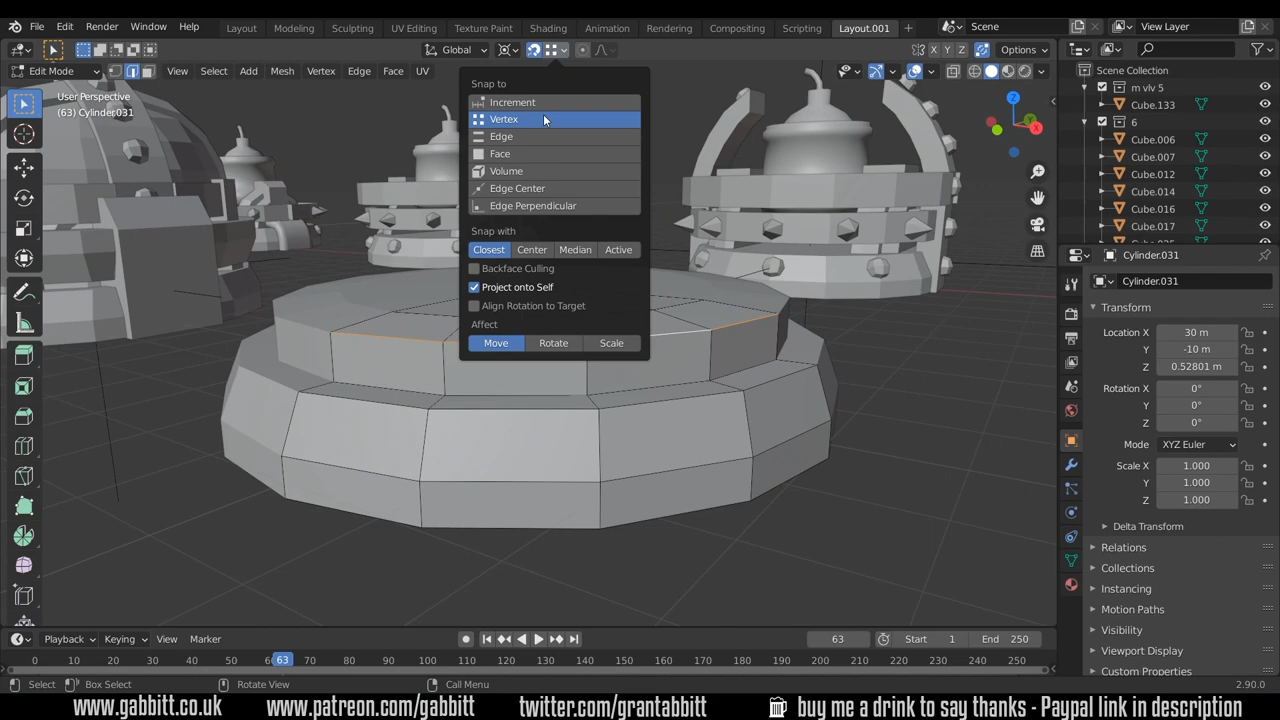 File Edit Render Window Help Layout Modeling Sculpting UV Editing Texture Paint Shading Animation Rendering Compositing Scripting Layout.001 + Scene View Layer
Global X Y Z Options
Edit Mode View Select Add Mesh Vertex Edge Face UV
User Perspective
(63) Cylinder.031
Snap to
Increment
Vertex
Edge
Face
Volume
Edge Center
Edge Perpendicular
Snap with
Closest Center Median Active
Backface Culling
Project onto Self
Align Rotation to Target
Affect
Move Rotate Scale
Z
X
Scene Collection
m vlv 5
Cube.133
6
Cube.006
Cube.007
Cube.012
Cube.014
Cube.016
Cube.017
Cylinder.031
Cylinder.031
Transform
Location X 30 m
Y -10 m
Z 0.52801 m
Rotation X 0°
Y 0°
Z 0°
Mode XYZ Euler
Scale X 1.000
Y 1.000
Z 1.000
Delta Transform
Relations
Collections
Instancing
Motion Paths
Visibility
Viewport Display
Custom Properties
Playback Keying View Marker 63 Start 1 End 250
0 10 20 30 40 50 60 63 70 80 90 100 110 120 130 140 150 160 170 180 190 200 210 220 230 240 250
Select Box Select Rotate View Call Menu 2.90.0
www.gabbitt.co.uk www.patreon.com/gabbitt twitter.com/grantabbitt buy me a drink to say thanks - Paypal link in description